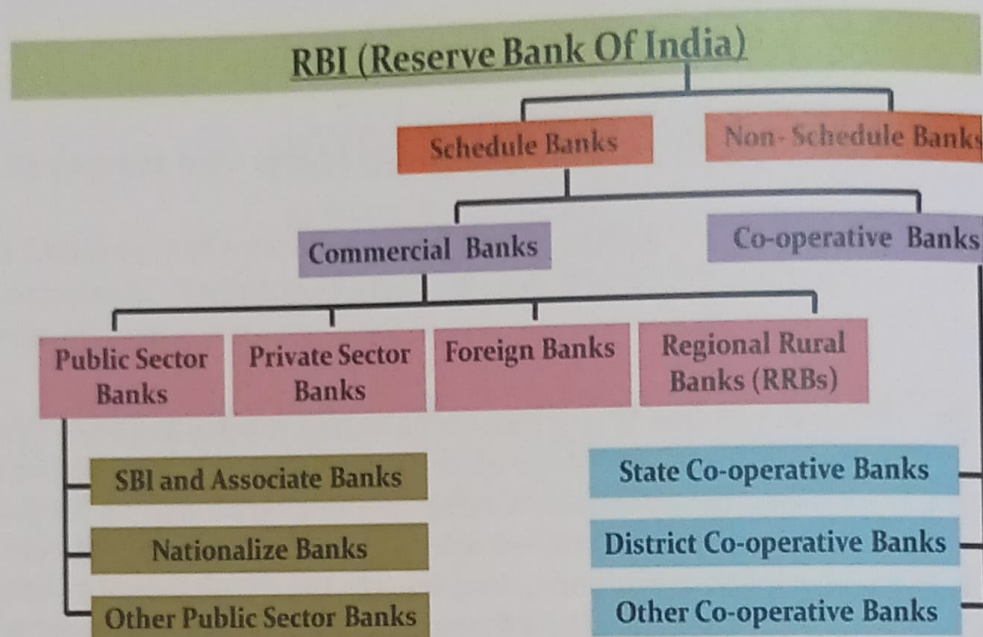 RBI (Reserve Bank Of India)
Schedule Banks
Non- Schedule Banks
Commercial Banks
Co-operative Banks
Public Sector
Banks
Private Sector
Banks
Foreign Banks
Regional Rural
Banks (RRBs)
SBI and Associate Banks
Nationalize Banks
Other Public Sector Banks
State Co-operative Banks
District Co-operative Banks
Other Co-operative Banks